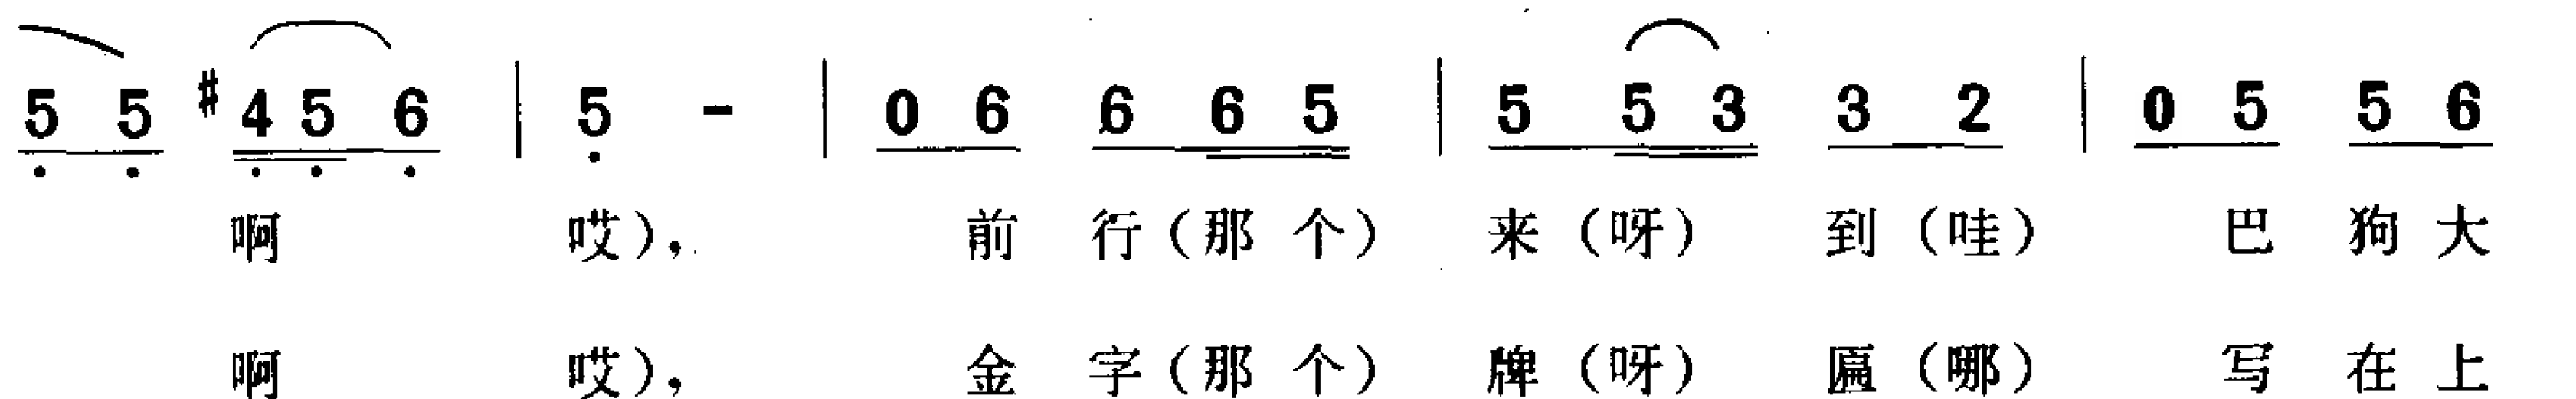 5 5 #4 5 6 | 5 - | 0 6 6 6 5 | 5 5 3 3 2 | 0 5 5 6
啊 哎）， 前 行（那 个） 来（呀） 到（哇） 巴 狗 大
啊 哎）， 金 字（那 个） 牌（呀） 匾（哪） 写 在 上